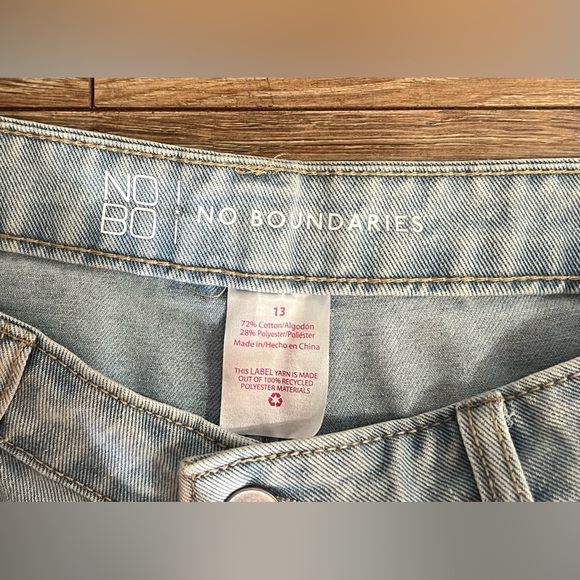 NO
BO
NO BOUNDARIES
13
72% Cotton/Algodón
28% Polyester/Poliéster
Made in/Hecho en China
THIS LABEL YARN IS MADE
OUT OF 100% RECYCLED
POLYESTER MATERIALS